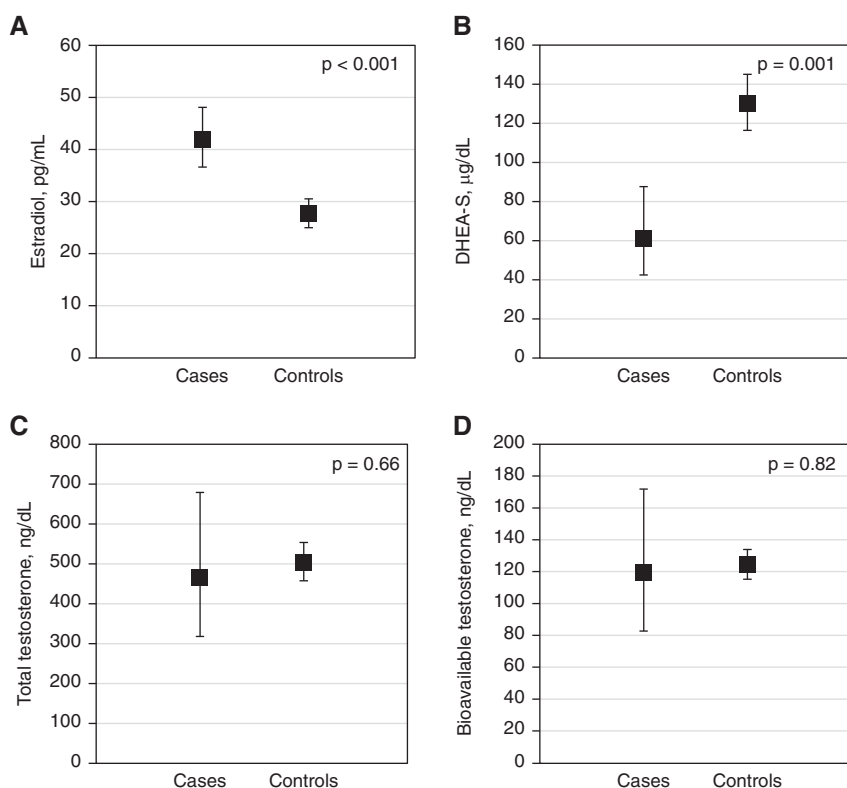 A
Estradiol, pg/mL
60
50
40
30
20
10
0
p < 0.001
Cases Controls
B
DHEA-S, μg/dL
160
140
120
100
80
60
40
20
0
p = 0.001
Cases Controls
C
Total testosterone, ng/dL
800
700
600
500
400
300
200
100
0
p = 0.66
Cases Controls
D
Bioavailable testosterone, ng/dL
200
180
160
140
120
100
80
60
40
20
0
p = 0.82
Cases Controls